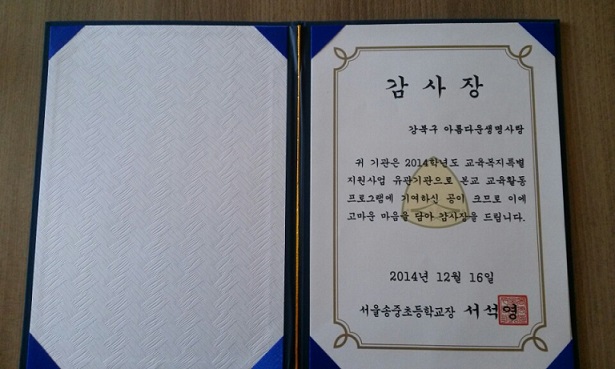 감 사 장
강북구 아름다운생명사랑
귀 기관은 2014학년도 교육복지특별
지원사업 유관기관으로 본교 교육활동
프로그램에 기여하신 공이 크므로 이에
고마운 마음을 담아 감사장을 드립니다.
2014년 12월 16일
서울송중초등학교장 서석영